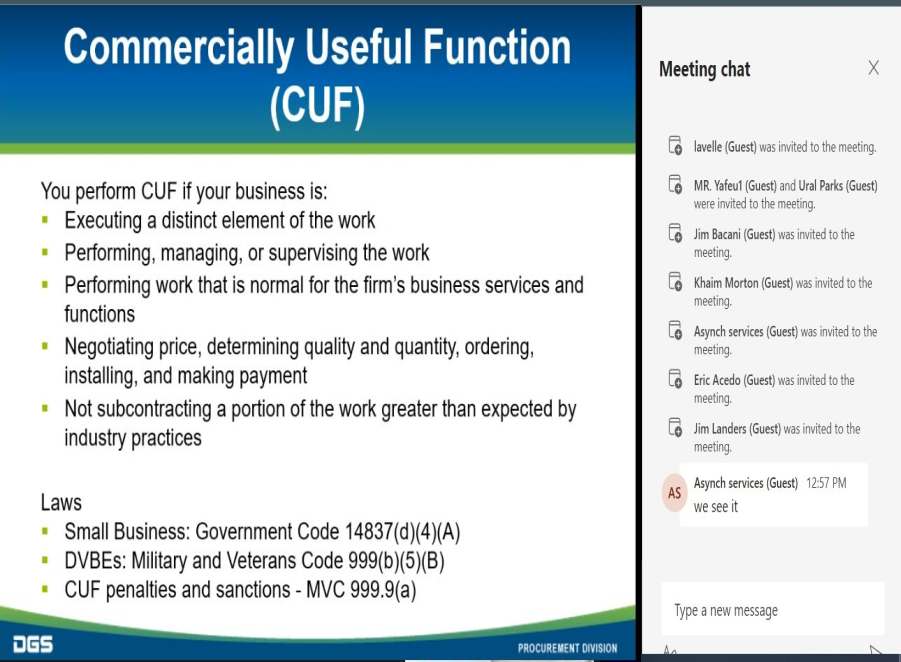 Commercially Useful Function
(CUF)
You perform CUF if your business is:
Executing a distinct element of the work
Performing, managing, or supervising the work
Performing work that is normal for the firm's business services and
functions
Negotiating price, determining quality and quantity, ordering,
installing, and making payment
Not subcontracting a portion of the work greater than expected by
industry practices
Laws
Small Business: Government Code 14837(d)(4)(A)
DVBEs: Military and Veterans Code 999(b)(5)(B)
CUF penalties and sanctions - MVC 999.9(a)
DGS
PROCUREMENT DIVISION
Meeting chat
lavelle (Guest) was invited to the meeting.
MR. Yafeu1 (Guest) and Ural Parks (Guest)
were invited to the meeting.
Jim Bacani (Guest) was invited to the
meeting.
Khaim Morton (Guest) was invited to the
meeting.
Asynch services (Guest) was invited to the
meeting.
Eric Acedo (Guest) was invited to the
meeting.
Jim Landers (Guest) was invited to the
meeting.
AS
Asynch services (Guest) 12:57 PM
we see it
Type a new message